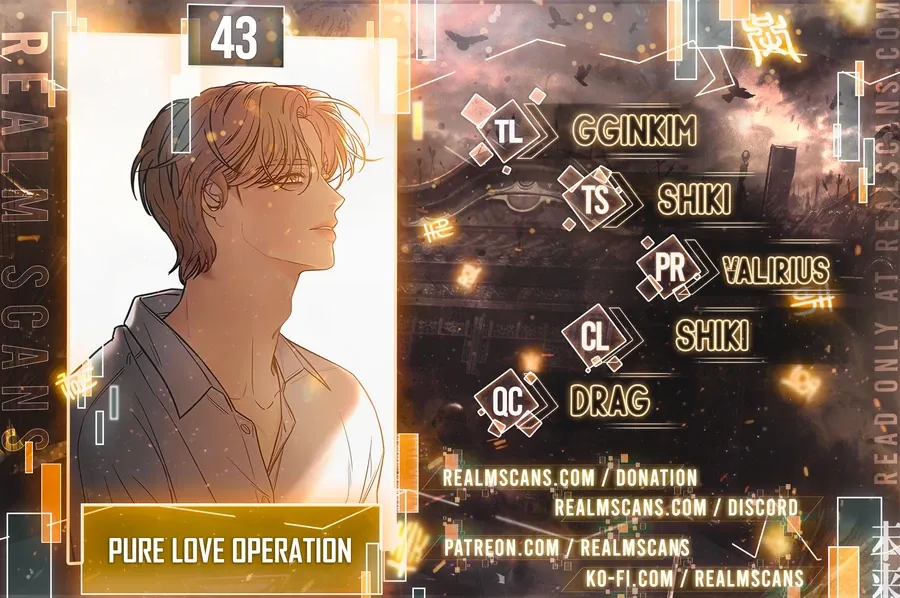 43
REALM SCANS
PURE LOVE OPERATION
TL GGINKIM
TS SHIKI
PR VALIRIUS
CL SHIKI
QC DRAG
REALMSCANS.COM / DONATION
REALMSCANS.COM / DISCORD
PATREON.COM / REALMSCANS
KO-FI.COM / REALMSCANS
READ ONLY AT REALMSCANS.COM